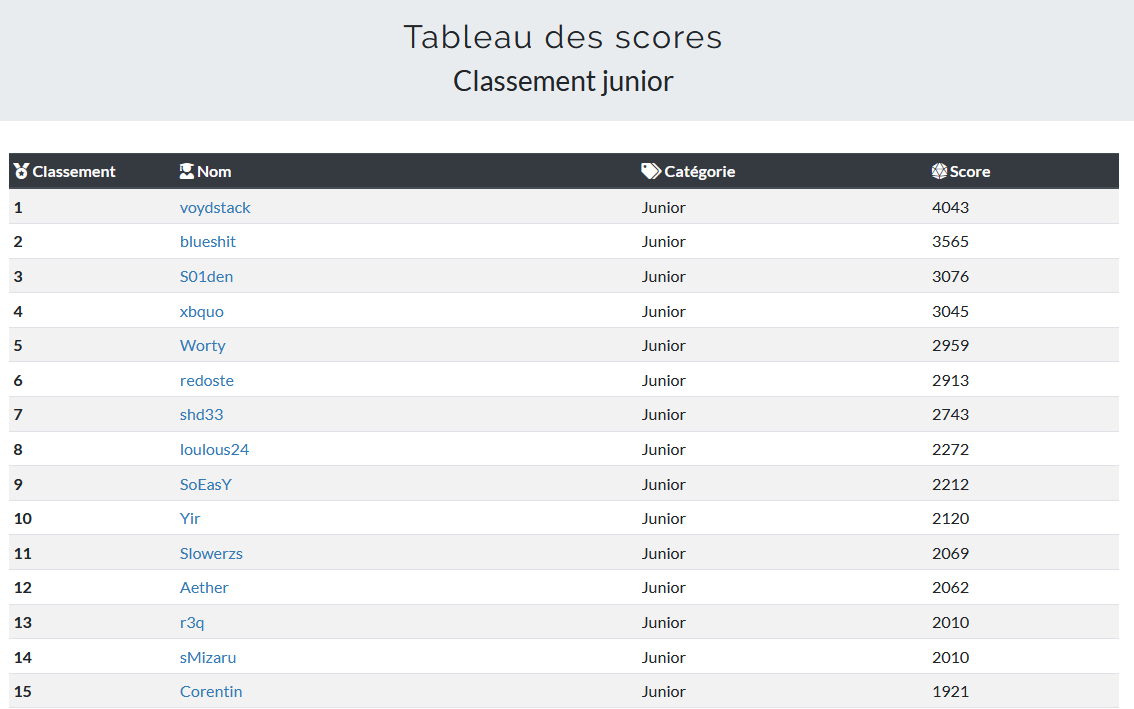 Tableau des scores
Classement junior
Classement Nom Catégorie Score
1 voydstack Junior 4043
2 blueshit Junior 3565
3 S01den Junior 3076
4 xbquo Junior 3045
5 Worty Junior 2959
6 redoste Junior 2913
7 shd33 Junior 2743
8 loulous24 Junior 2272
9 SoEasY Junior 2212
10 Yir Junior 2120
11 Slowerzs Junior 2069
12 Aether Junior 2062
13 r3q Junior 2010
14 sMizaru Junior 2010
15 Corentin Junior 1921